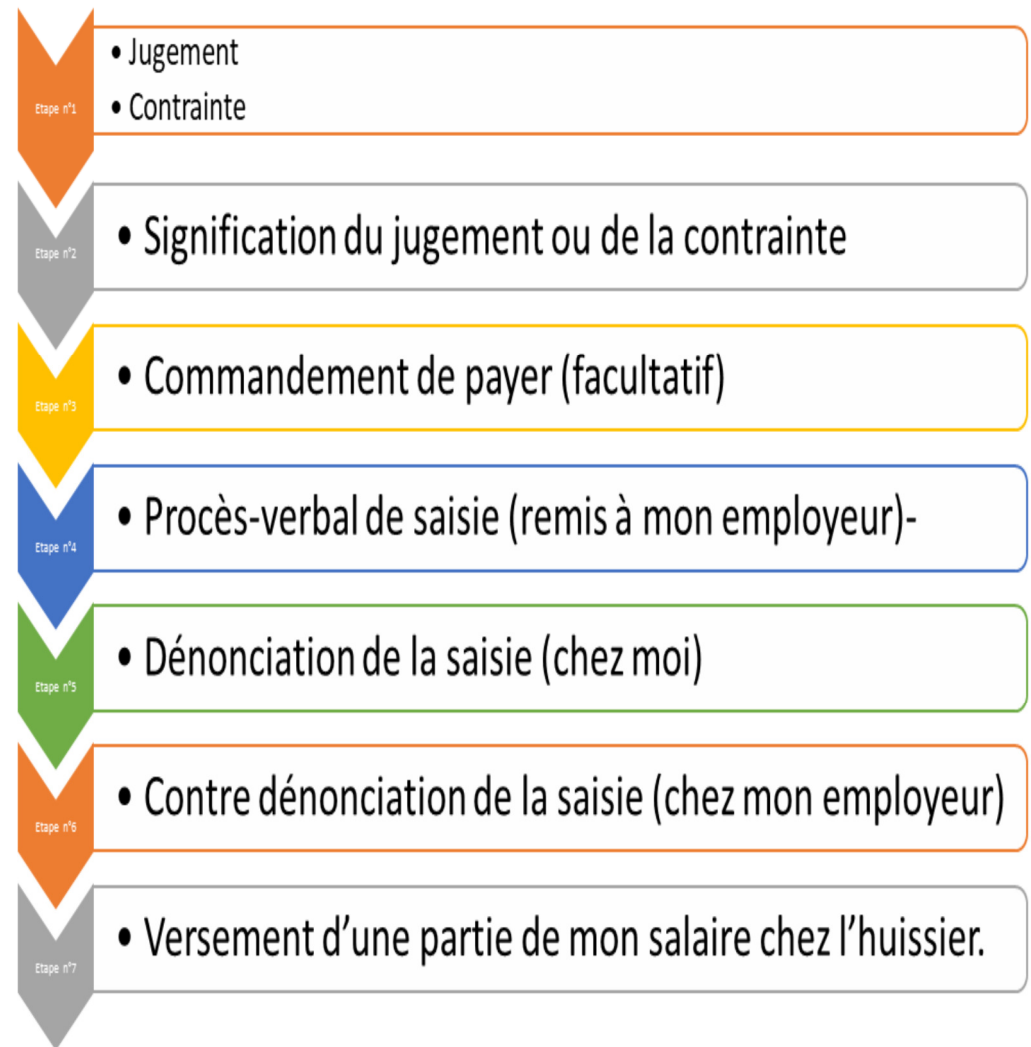 • Jugement
Etape n°1
• Contrainte
Etape n°2
• Signification du jugement ou de la contrainte
Etape n°3
• Commandement de payer (facultatif)
Etape n°4
• Procès-verbal de saisie (remis à mon employeur)-
Etape n°5
• Dénonciation de la saisie (chez moi)
Etape n°6
• Contre dénonciation de la saisie (chez mon employeur)
Etape n°7
• Versement d’une partie de mon salaire chez l’huissier.